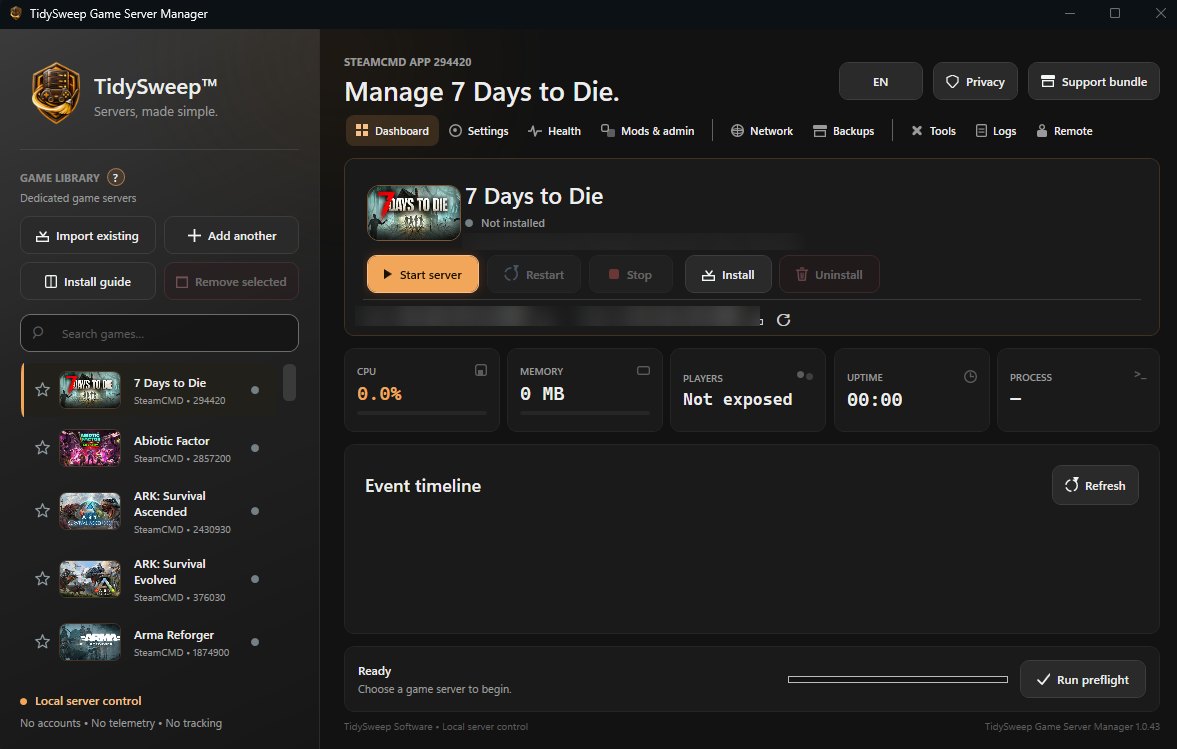 TidySweep Game Server Manager
TidySweep™
Servers, made simple.
GAME LIBRARY ?
Dedicated game servers
Import existing
Add another
Install guide
Remove selected
Search games...
7 Days to Die
SteamCMD • 294420
Abiotic Factor
SteamCMD • 2857200
ARK: Survival
Ascended
SteamCMD • 2430930
ARK: Survival
Evolved
SteamCMD • 376030
Arma Reforger
SteamCMD • 1874900
Local server control
No accounts • No telemetry • No tracking
STEAMCMD APP 294420
Manage 7 Days to Die.
EN
Privacy
Support bundle
Dashboard
Settings
Health
Mods & admin
Network
Backups
Tools
Logs
Remote
7 DAYS TO DIE
7 Days to Die
Not installed
Start server
Restart
Stop
Install
Uninstall
CPU
0.0%
MEMORY
0 MB
PLAYERS
Not exposed
UPTIME
00:00
PROCESS
>_
—
Event timeline
Refresh
Ready
Choose a game server to begin.
Run preflight
TidySweep Software • Local server control
TidySweep Game Server Manager 1.0.43